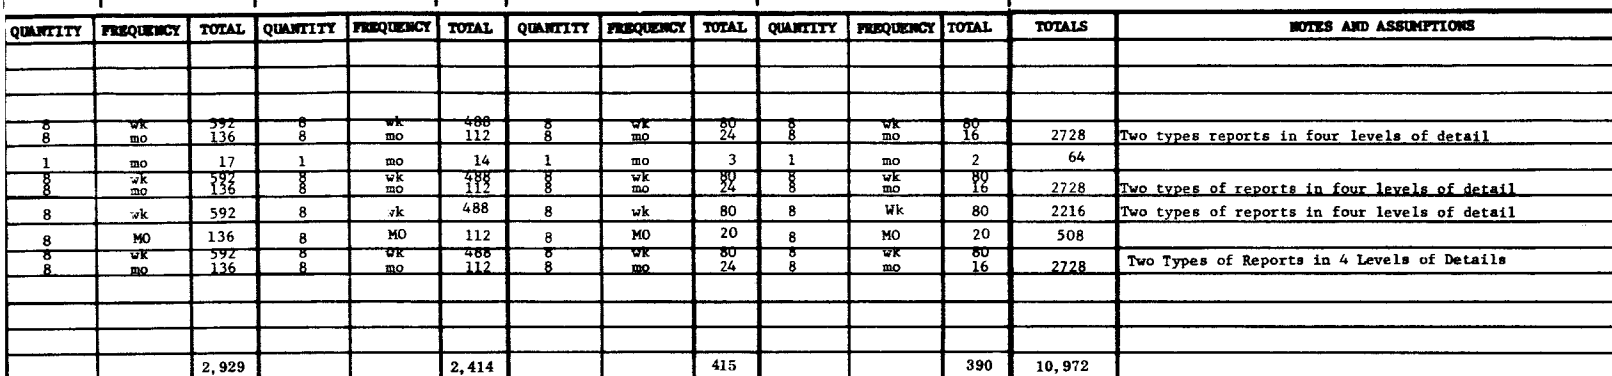 QUANTITY FREQUENCY TOTAL QUANTITY FREQUENCY TOTAL QUANTITY FREQUENCY TOTAL QUANTITY FREQUENCY TOTAL TOTALS NOTES AND ASSUMPTIONS
8 wk 592 8 wk 488 8 wk 80 8 wk 80
8 mo 136 8 mo 112 8 mo 24 8 mo 16 2728 Two types reports in four levels of detail
1 mo 17 1 mo 14 1 mo 3 1 mo 2 64
8 wk 592 8 wk 488 8 wk 80 8 wk 80
8 mo 136 8 mo 112 8 mo 24 8 mo 16 2728 Two types of reports in four levels of detail
8 wk 592 8 wk 488 8 wk 80 8 Wk 80 2216 Two types of reports in four levels of detail
8 MO 136 8 MO 112 8 MO 20 8 MO 20 508
8 wk 592 8 wk 488 8 wk 80 8 wk 80
8 mo 136 8 mo 112 8 mo 24 8 mo 16 2728 Two Types of Reports in 4 Levels of Details
2,929 2,414 415 390 10,972